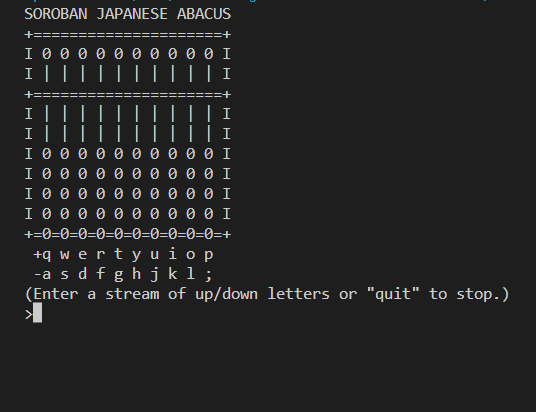 SOROBAN JAPANESE ABACUS
+=====================+
I 0 0 0 0 0 0 0 0 0 0 I
I | | | | | | | | | | I
+=====================+
I | | | | | | | | | | I
I | | | | | | | | | | I
I 0 0 0 0 0 0 0 0 0 0 I
I 0 0 0 0 0 0 0 0 0 0 I
I 0 0 0 0 0 0 0 0 0 0 I
I 0 0 0 0 0 0 0 0 0 0 I
+=0=0=0=0=0=0=0=0=0=0=+
 +q w e r t y u i o p
 -a s d f g h j k l ;
(Enter a stream of up/down letters or "quit" to stop.)
>